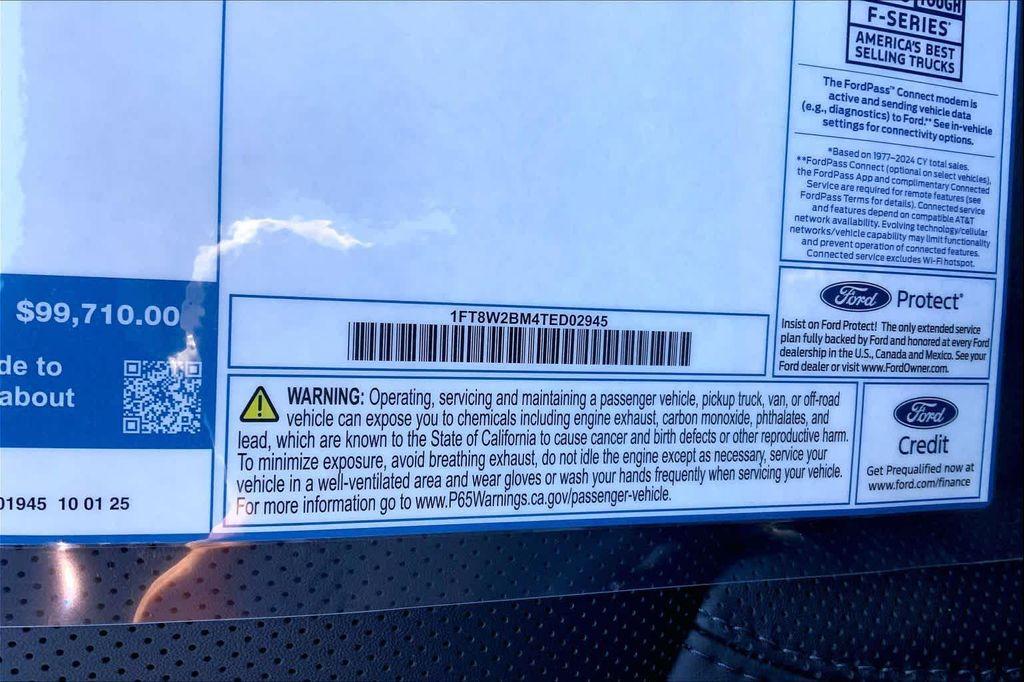 TOUGH
F-SERIES®
AMERICA'S BEST
SELLING TRUCKS
The FordPass™ Connect modem is
active and sending vehicle data
(e.g., diagnostics) to Ford.** See in-vehicle
settings for connectivity options.
*Based on 1977–2024 CY total sales.
**FordPass Connect (optional on select vehicles),
the FordPass App and complimentary Connected
Service are required for remote features (see
FordPass Terms for details). Connected service
and features depend on compatible AT&T
network availability. Evolving technology/cellular
networks/vehicle capability may limit functionality
and prevent operation of connected features.
Connected service excludes Wi-Fi hotspot.
$99,710.00
de to
about
01945 10 01 25
1FT8W2BM4TED02945
WARNING: Operating, servicing and maintaining a passenger vehicle, pickup truck, van, or off-road
vehicle can expose you to chemicals including engine exhaust, carbon monoxide, phthalates, and
lead, which are known to the State of California to cause cancer and birth defects or other reproductive harm.
To minimize exposure, avoid breathing exhaust, do not idle the engine except as necessary, service your
vehicle in a well-ventilated area and wear gloves or wash your hands frequently when servicing your vehicle.
For more information go to www.P65Warnings.ca.gov/passenger-vehicle.
Ford Protect®
Insist on Ford Protect! The only extended service
plan fully backed by Ford and honored at every Ford
dealership in the U.S., Canada and Mexico. See your
Ford dealer or visit www.FordOwner.com.
Ford
Credit
Get Prequalified now at
www.ford.com/finance